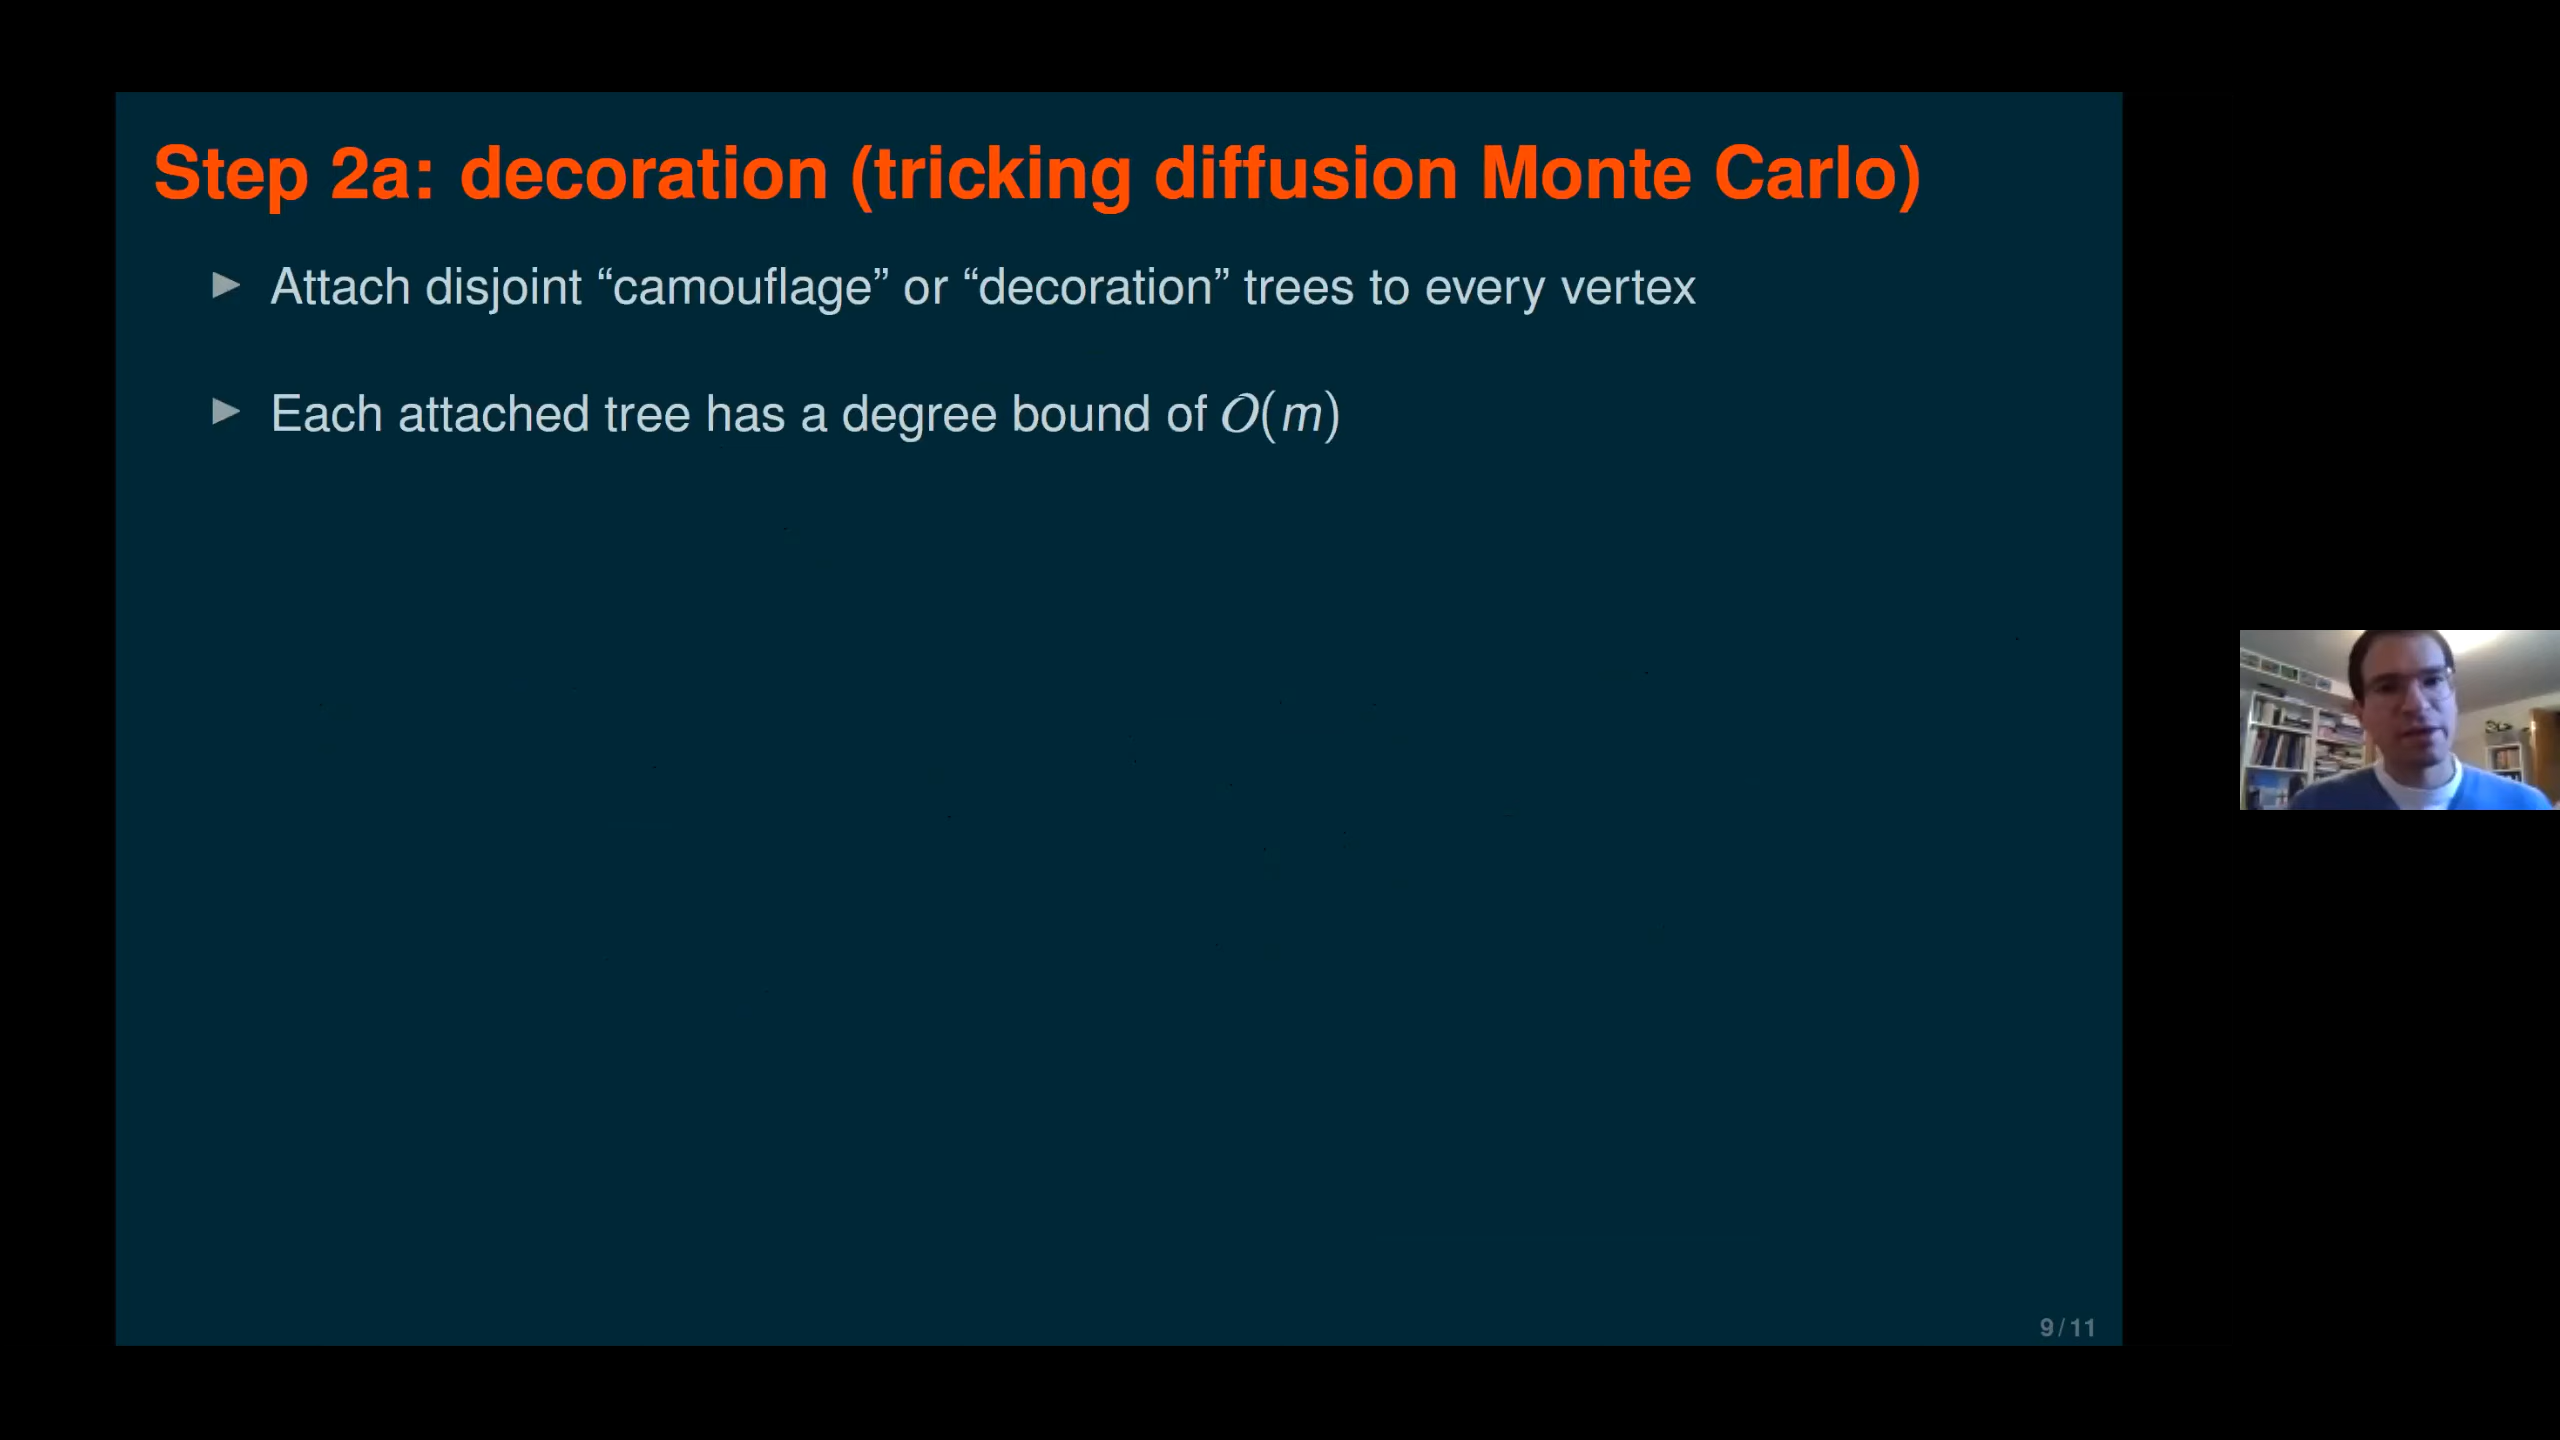 Step 2a: decoration (tricking diffusion Monte Carlo)
Attach disjoint “camouflage” or “decoration” trees to every vertex
Each attached tree has a degree bound of 𝒪(m)
9 / 11